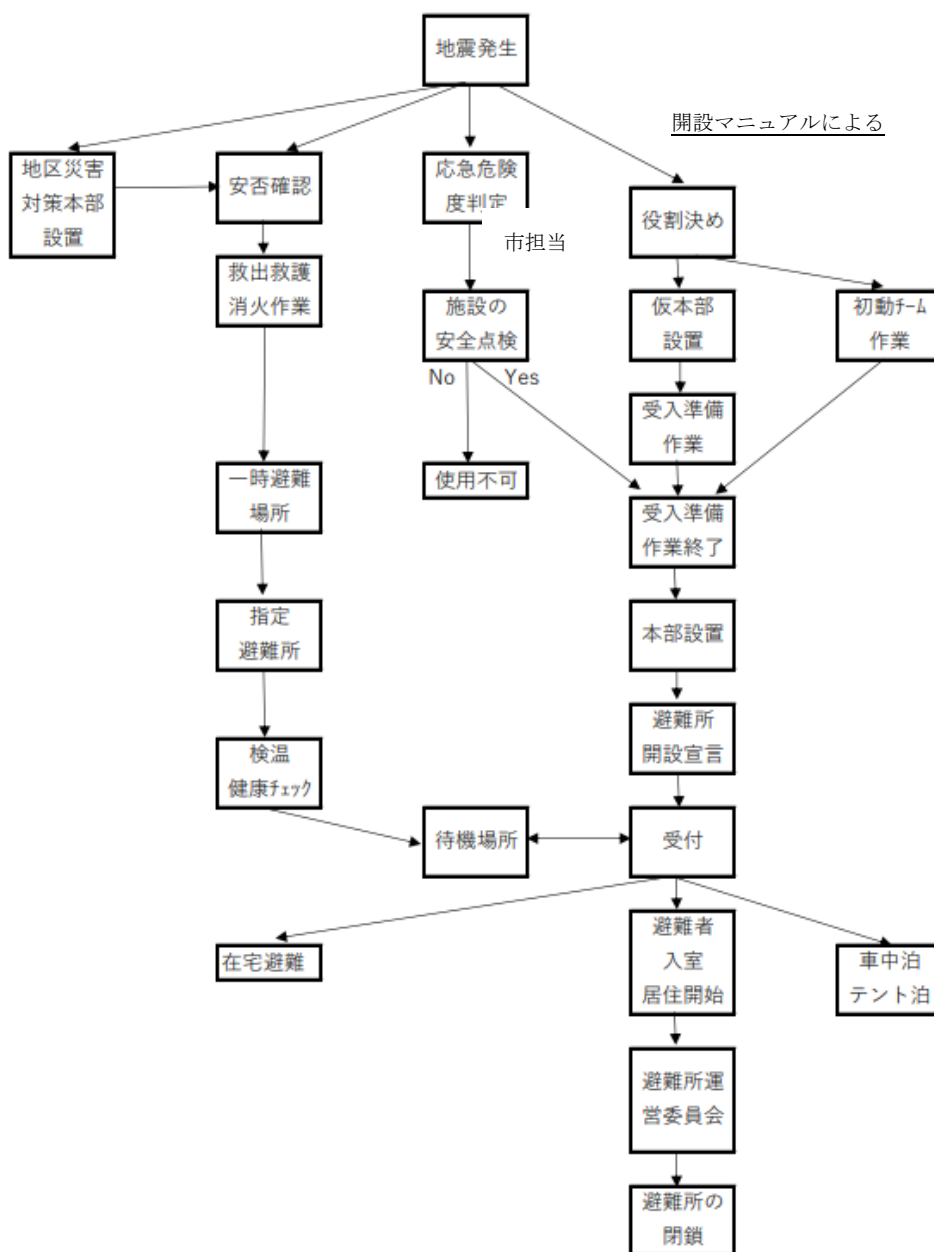 地震発生
開設マニュアルによる
地区災害
対策本部
設置
安否確認
応急危険
度判定
市担当
役割決め
救出救護
消火作業
施設の
安全点検
No
Yes
仮本部
設置
初動ﾁｰﾑ
作業
受入準備
作業
一時避難
場所
使用不可
受入準備
作業終了
指定
避難所
本部設置
避難所
開設宣言
検温
健康ﾁｪｯｸ
待機場所
受付
在宅避難
避難者
入室
居住開始
車中泊
テント泊
避難所運
営委員会
避難所の
閉鎖